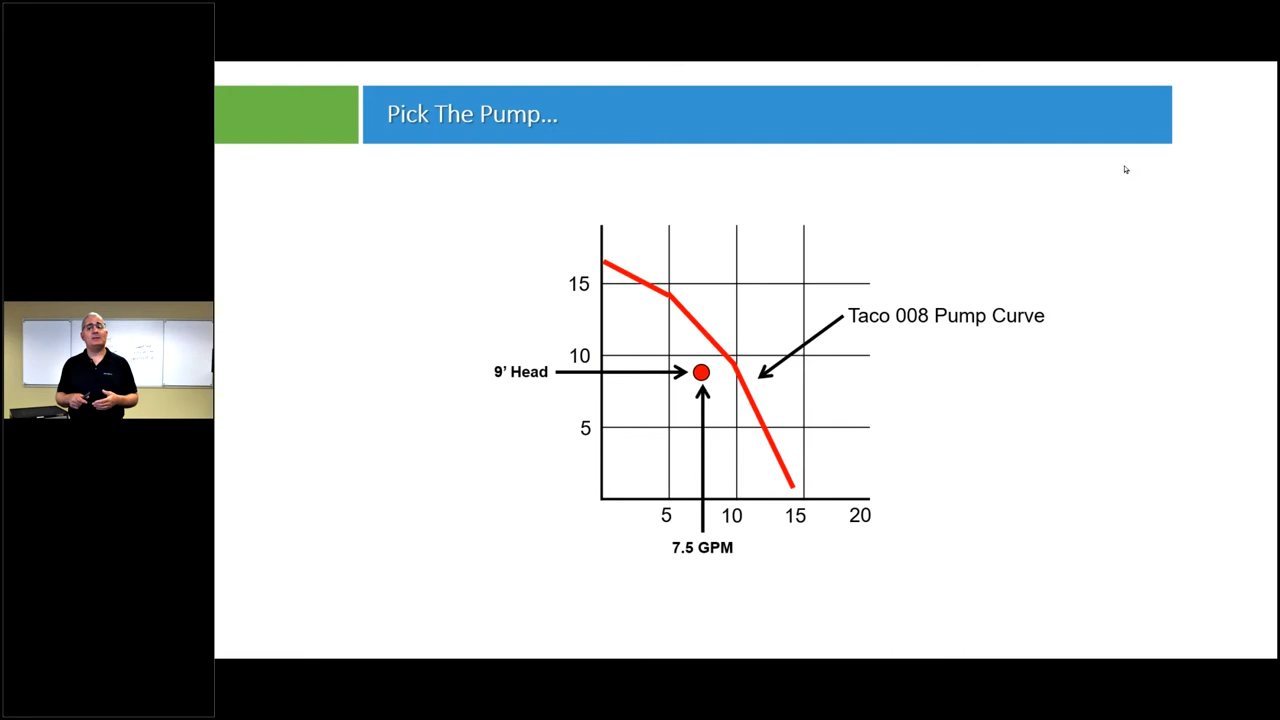 Pick The Pump...
15
10
5
9' Head
Taco 008 Pump Curve
5 10 15 20
7.5 GPM